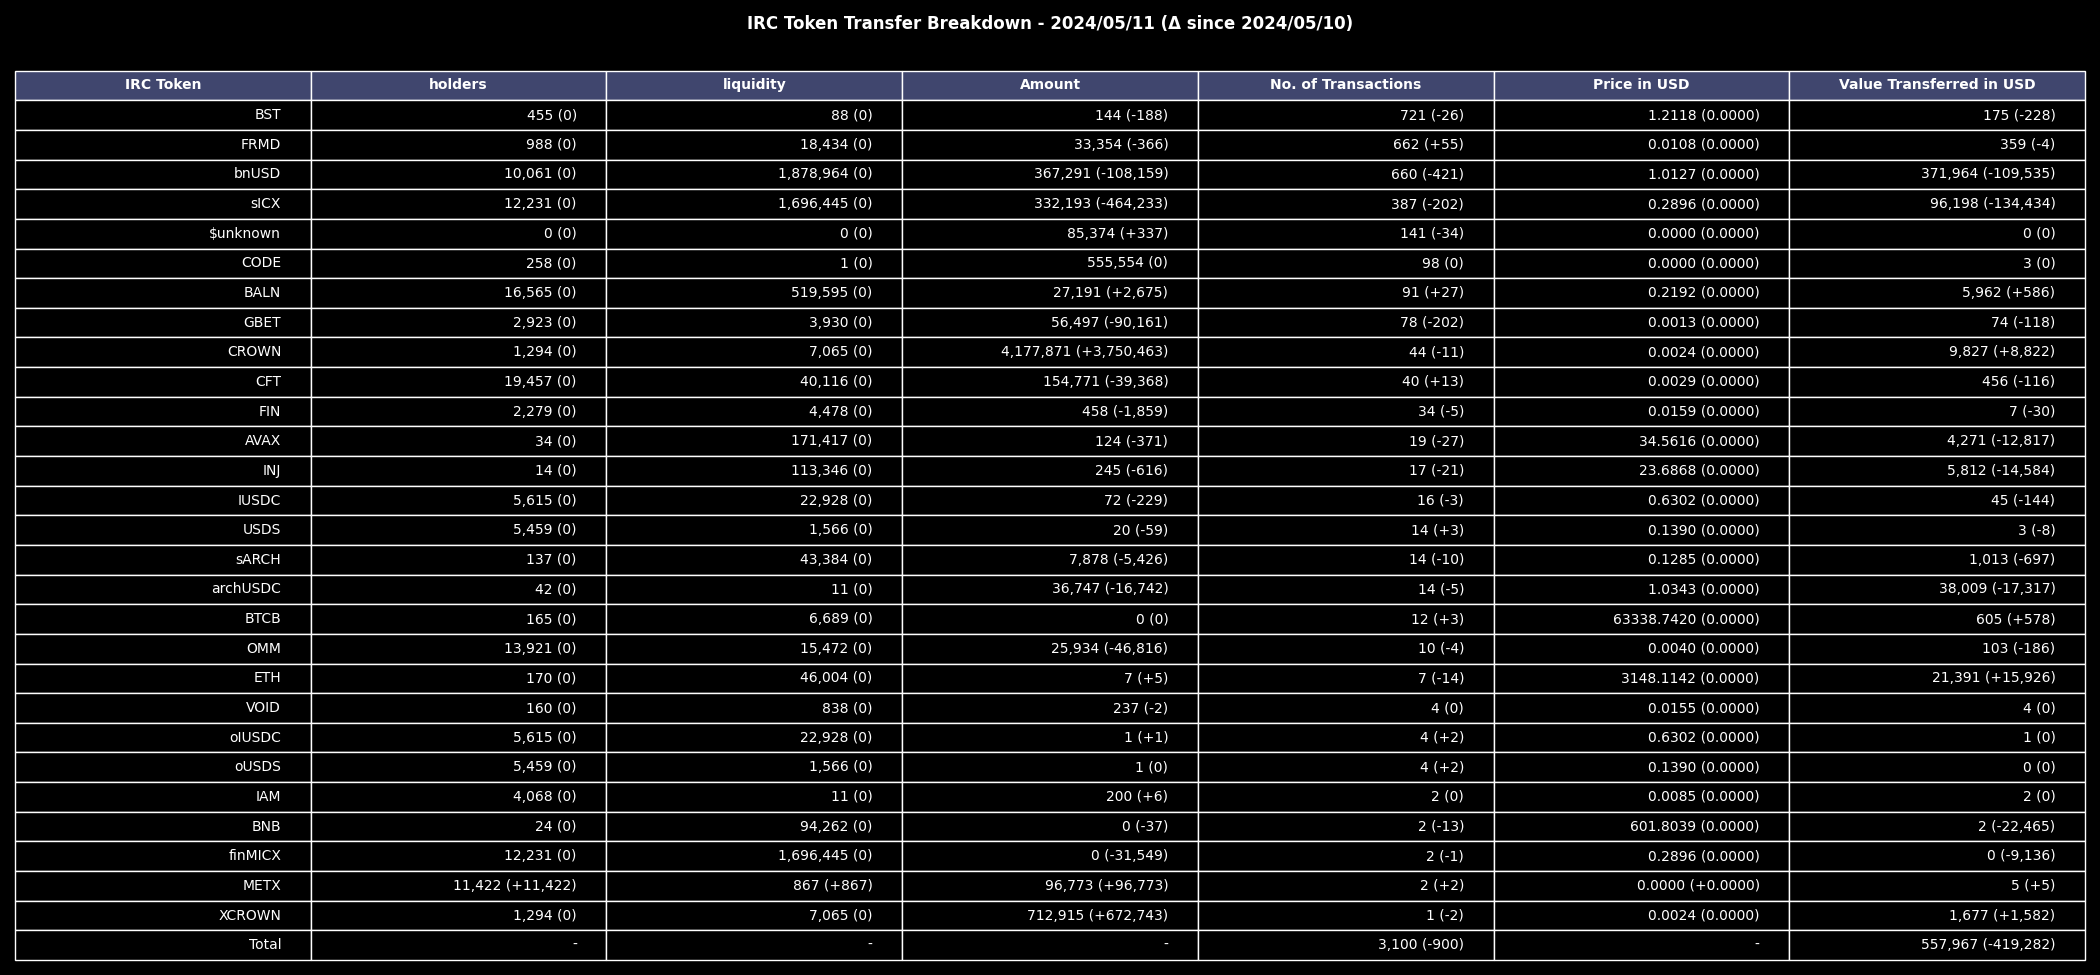 IRC Token Transfer Breakdown - 2024/05/11 (Δ since 2024/05/10)
IRC Token holders liquidity Amount No. of Transactions Price in USD Value Transferred in USD
BST 455 (0) 88 (0) 144 (-188) 721 (-26) 1.2118 (0.0000) 175 (-228)
FRMD 988 (0) 18,434 (0) 33,354 (-366) 662 (+55) 0.0108 (0.0000) 359 (-4)
bnUSD 10,061 (0) 1,878,964 (0) 367,291 (-108,159) 660 (-421) 1.0127 (0.0000) 371,964 (-109,535)
sICX 12,231 (0) 1,696,445 (0) 332,193 (-464,233) 387 (-202) 0.2896 (0.0000) 96,198 (-134,434)
$unknown 0 (0) 0 (0) 85,374 (+337) 141 (-34) 0.0000 (0.0000) 0 (0)
CODE 258 (0) 1 (0) 555,554 (0) 98 (0) 0.0000 (0.0000) 3 (0)
BALN 16,565 (0) 519,595 (0) 27,191 (+2,675) 91 (+27) 0.2192 (0.0000) 5,962 (+586)
GBET 2,923 (0) 3,930 (0) 56,497 (-90,161) 78 (-202) 0.0013 (0.0000) 74 (-118)
CROWN 1,294 (0) 7,065 (0) 4,177,871 (+3,750,463) 44 (-11) 0.0024 (0.0000) 9,827 (+8,822)
CFT 19,457 (0) 40,116 (0) 154,771 (-39,368) 40 (+13) 0.0029 (0.0000) 456 (-116)
FIN 2,279 (0) 4,478 (0) 458 (-1,859) 34 (-5) 0.0159 (0.0000) 7 (-30)
AVAX 34 (0) 171,417 (0) 124 (-371) 19 (-27) 34.5616 (0.0000) 4,271 (-12,817)
INJ 14 (0) 113,346 (0) 245 (-616) 17 (-21) 23.6868 (0.0000) 5,812 (-14,584)
IUSDC 5,615 (0) 22,928 (0) 72 (-229) 16 (-3) 0.6302 (0.0000) 45 (-144)
USDS 5,459 (0) 1,566 (0) 20 (-59) 14 (+3) 0.1390 (0.0000) 3 (-8)
sARCH 137 (0) 43,384 (0) 7,878 (-5,426) 14 (-10) 0.1285 (0.0000) 1,013 (-697)
archUSDC 42 (0) 11 (0) 36,747 (-16,742) 14 (-5) 1.0343 (0.0000) 38,009 (-17,317)
BTCB 165 (0) 6,689 (0) 0 (0) 12 (+3) 63338.7420 (0.0000) 605 (+578)
OMM 13,921 (0) 15,472 (0) 25,934 (-46,816) 10 (-4) 0.0040 (0.0000) 103 (-186)
ETH 170 (0) 46,004 (0) 7 (+5) 7 (-14) 3148.1142 (0.0000) 21,391 (+15,926)
VOID 160 (0) 838 (0) 237 (-2) 4 (0) 0.0155 (0.0000) 4 (0)
oIUSDC 5,615 (0) 22,928 (0) 1 (+1) 4 (+2) 0.6302 (0.0000) 1 (0)
oUSDS 5,459 (0) 1,566 (0) 1 (0) 4 (+2) 0.1390 (0.0000) 0 (0)
IAM 4,068 (0) 11 (0) 200 (+6) 2 (0) 0.0085 (0.0000) 2 (0)
BNB 24 (0) 94,262 (0) 0 (-37) 2 (-13) 601.8039 (0.0000) 2 (-22,465)
finMICX 12,231 (0) 1,696,445 (0) 0 (-31,549) 2 (-1) 0.2896 (0.0000) 0 (-9,136)
METX 11,422 (+11,422) 867 (+867) 96,773 (+96,773) 2 (+2) 0.0000 (+0.0000) 5 (+5)
XCROWN 1,294 (0) 7,065 (0) 712,915 (+672,743) 1 (-2) 0.0024 (0.0000) 1,677 (+1,582)
Total - - - 3,100 (-900) - 557,967 (-419,282)